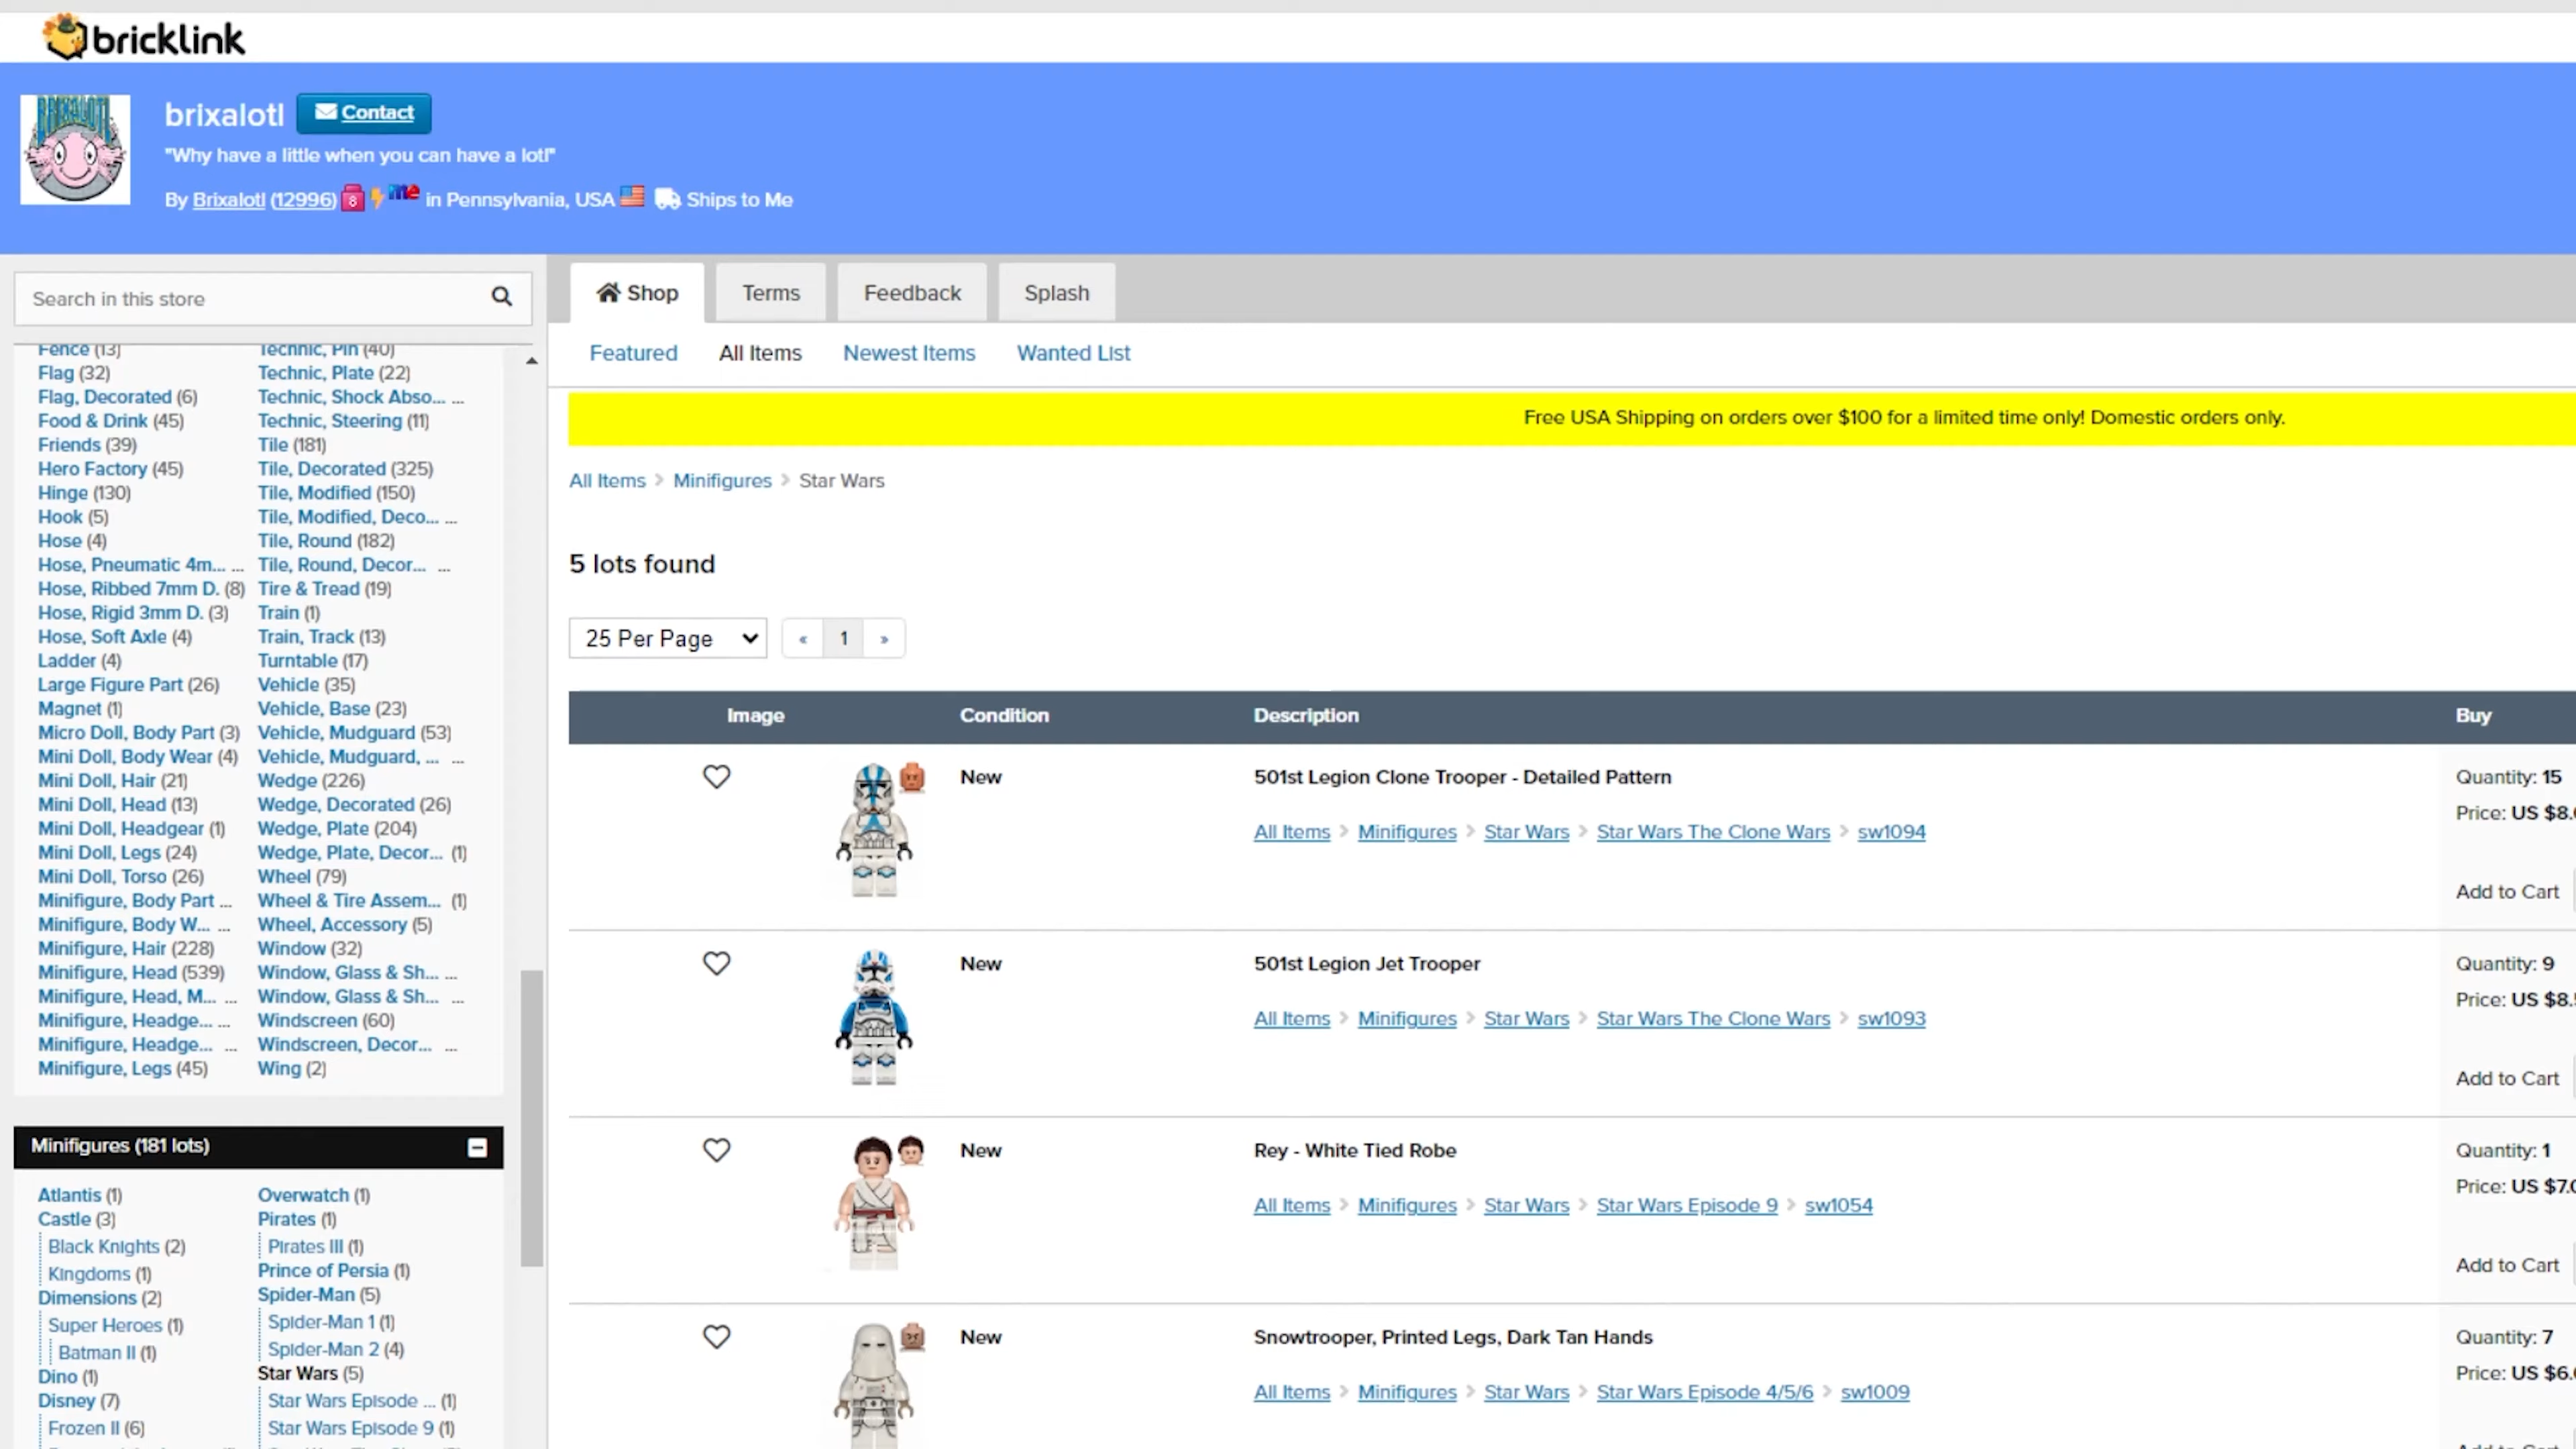 bricklink
BRIXALOTL
brixalotl Contact
"Why have a little when you can have a lot!"
By Brixalotl (12996) 8 me in Pennsylvania, USA Ships to Me
Search in this store
Shop Terms Feedback Splash
Featured All Items Newest Items Wanted List
Free USA Shipping on orders over $100 for a limited time only! Domestic orders only.
All Items > Minifigures > Star Wars
5 lots found
25 Per Page « 1 »
Fence (13) Technic, Pin (40)
Flag (32) Technic, Plate (22)
Flag, Decorated (6) Technic, Shock Abso... ...
Food & Drink (45) Technic, Steering (11)
Friends (39) Tile (181)
Hero Factory (45) Tile, Decorated (325)
Hinge (130) Tile, Modified (150)
Hook (5) Tile, Modified, Deco... ...
Hose (4) Tile, Round (182)
Hose, Pneumatic 4m... ... Tile, Round, Decor... ...
Hose, Ribbed 7mm D. (8) Tire & Tread (19)
Hose, Rigid 3mm D. (3) Train (1)
Hose, Soft Axle (4) Train, Track (13)
Ladder (4) Turntable (17)
Large Figure Part (26) Vehicle (35)
Magnet (1) Vehicle, Base (23)
Micro Doll, Body Part (3) Vehicle, Mudguard (53)
Mini Doll, Body Wear (4) Vehicle, Mudguard, ... ...
Mini Doll, Hair (21) Wedge (226)
Mini Doll, Head (13) Wedge, Decorated (26)
Mini Doll, Headgear (1) Wedge, Plate (204)
Mini Doll, Legs (24) Wedge, Plate, Decor... (1)
Mini Doll, Torso (26) Wheel (79)
Minifigure, Body Part ... Wheel & Tire Assem... (1)
Minifigure, Body W... ... Wheel, Accessory (5)
Minifigure, Hair (228) Window (32)
Minifigure, Head (539) Window, Glass & Sh... ...
Minifigure, Head, M... ... Window, Glass & Sh... ...
Minifigure, Headge... ... Windscreen (60)
Minifigure, Headge... ... Windscreen, Decor... ...
Minifigure, Legs (45) Wing (2)
Minifigures (181 lots)
Atlantis (1) Overwatch (1)
Castle (3) Pirates (1)
Black Knights (2) Pirates III (1)
Kingdoms (1) Prince of Persia (1)
Dimensions (2) Spider-Man (5)
Super Heroes (1) Spider-Man 1 (1)
Batman II (1) Spider-Man 2 (4)
Dino (1) Star Wars (5)
Disney (7) Star Wars Episode ... (1)
Frozen II (6) Star Wars Episode 9 (1)
Image Condition Description Buy
New 501st Legion Clone Trooper - Detailed Pattern Quantity: 15
Price: US $8.
All Items > Minifigures > Star Wars > Star Wars The Clone Wars > sw1094
Add to Cart
New 501st Legion Jet Trooper Quantity: 9
Price: US $8.
All Items > Minifigures > Star Wars > Star Wars The Clone Wars > sw1093
Add to Cart
New Rey - White Tied Robe Quantity: 1
Price: US $7.
All Items > Minifigures > Star Wars > Star Wars Episode 9 > sw1054
Add to Cart
New Snowtrooper, Printed Legs, Dark Tan Hands Quantity: 7
Price: US $6.
All Items > Minifigures > Star Wars > Star Wars Episode 4/5/6 > sw1009